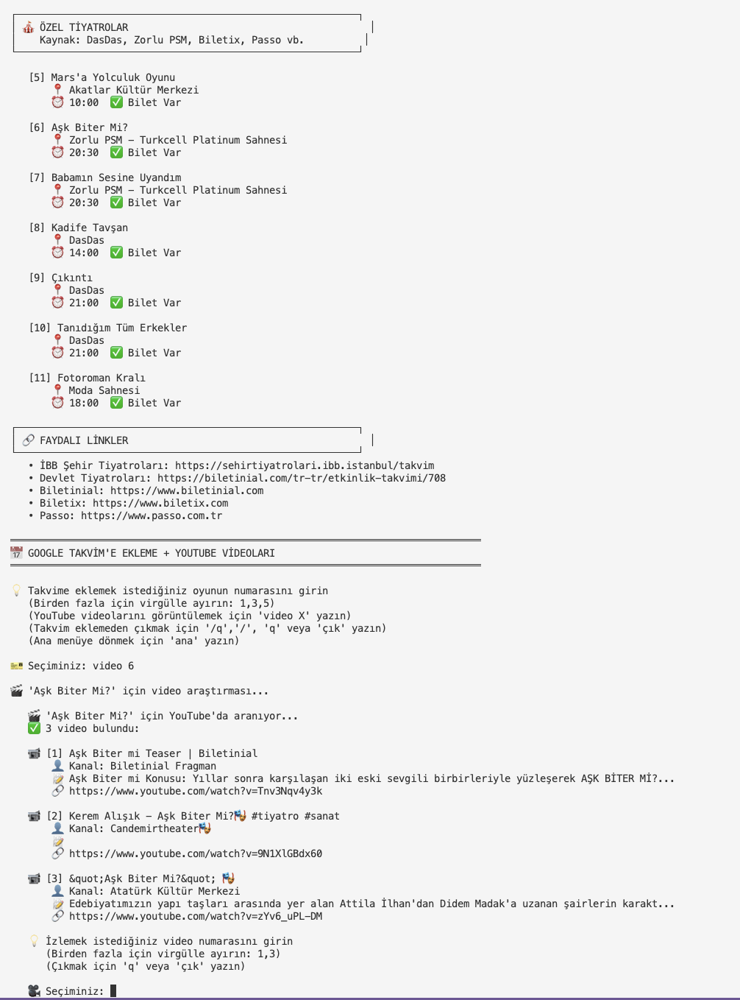 🎪 ÖZEL TİYATROLAR
Kaynak: DasDas, Zorlu PSM, Biletix, Passo vb.
[5] Mars'a Yolculuk Oyunu
📍 Akatlar Kültür Merkezi
⏰ 10:00 ✅ Bilet Var
[6] Aşk Biter Mi?
📍 Zorlu PSM – Turkcell Platinum Sahnesi
⏰ 20:30 ✅ Bilet Var
[7] Babamın Sesine Uyandım
📍 Zorlu PSM – Turkcell Platinum Sahnesi
⏰ 20:30 ✅ Bilet Var
[8] Kadife Tavşan
📍 DasDas
⏰ 14:00 ✅ Bilet Var
[9] Çıkıntı
📍 DasDas
⏰ 21:00 ✅ Bilet Var
[10] Tanıdığım Tüm Erkekler
📍 DasDas
⏰ 21:00 ✅ Bilet Var
[11] Fotoroman Kralı
📍 Moda Sahnesi
⏰ 18:00 ✅ Bilet Var
🔗 FAYDALI LİNKLER
• İBB Şehir Tiyatroları: https://sehirtiyatrolari.ibb.istanbul/takvim
• Devlet Tiyatroları: https://biletinial.com/tr-tr/etkinlik-takvimi/708
• Biletinial: https://www.biletinial.com
• Biletix: https://www.biletix.com
• Passo: https://www.passo.com.tr
📅 GOOGLE TAKVİM'E EKLEME + YOUTUBE VİDEOLARI
💡 Takvime eklemek istediğiniz oyunun numarasını girin
(Birden fazla için virgülle ayırın: 1,3,5)
(YouTube videolarını görüntülemek için 'video X' yazın)
(Takvim eklemeden çıkmak için '/q','/', 'q' veya 'çık' yazın)
(Ana menüye dönmek için 'ana' yazın)
🎫 Seçiminiz: video 6
🎬 'Aşk Biter Mi?' için video araştırması...
🎬 'Aşk Biter Mi?' için YouTube'da aranıyor...
✅ 3 video bulundu:
📹 [1] Aşk Biter mi Teaser | Biletinial
👤 Kanal: Biletinial Fragman
📝 Aşk Biter mi Konusu: Yıllar sonra karşılaşan iki eski sevgili birbirleriyle yüzleşerek AŞK BİTER Mİ?...
🔗 https://www.youtube.com/watch?v=Tnv3Nqv4y3k
📹 [2] Kerem Alışık – Aşk Biter Mi?🎭 #tiyatro #sanat
👤 Kanal: Candemirtheater🎭
📝
🔗 https://www.youtube.com/watch?v=9N1XlGBdx60
📹 [3] &quot;Aşk Biter Mi?&quot; 🎭
👤 Kanal: Atatürk Kültür Merkezi
📝 Edebiyatımızın yapı taşları arasında yer alan Attila İlhan'dan Didem Madak'a uzanan şairlerin karakt...
🔗 https://www.youtube.com/watch?v=zYv6_uPL-DM
💡 İzlemek istediğiniz video numarasını girin
(Birden fazla için virgülle ayırın: 1,3)
(Çıkmak için 'q' veya 'çık' yazın)
🎥 Seçiminiz: